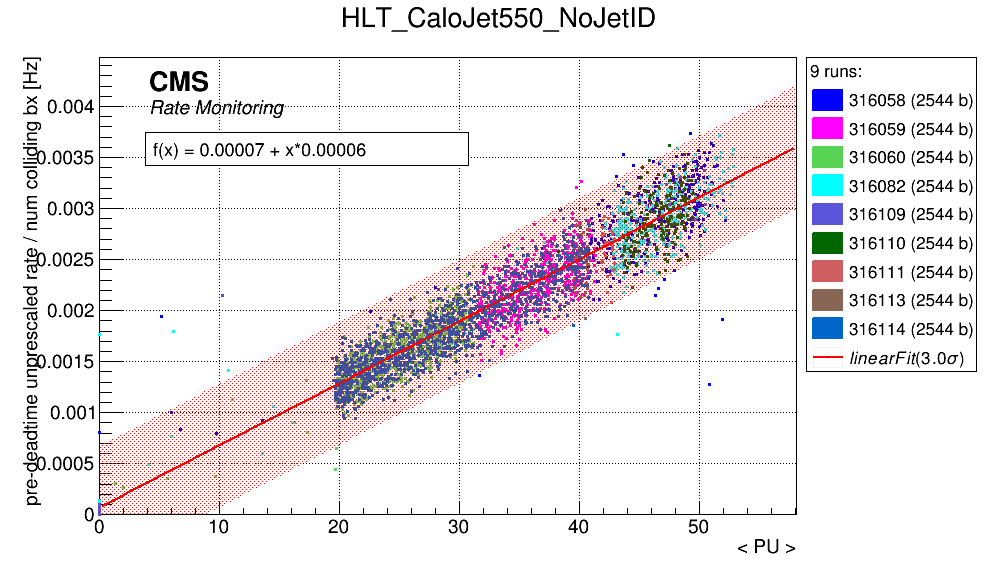 HLT_CaloJet550_NoJetID
pre-deadtime unprescaled rate / num colliding bx [Hz]
CMS
Rate Monitoring
f(x) = 0.00007 + x*0.00006
0.004
0.0035
0.003
0.0025
0.002
0.0015
0.001
0.0005
0
0 10 20 30 40 50
< PU >
9 runs:
316058 (2544 b)
316059 (2544 b)
316060 (2544 b)
316082 (2544 b)
316109 (2544 b)
316110 (2544 b)
316111 (2544 b)
316113 (2544 b)
316114 (2544 b)
linearFit(3.0σ)